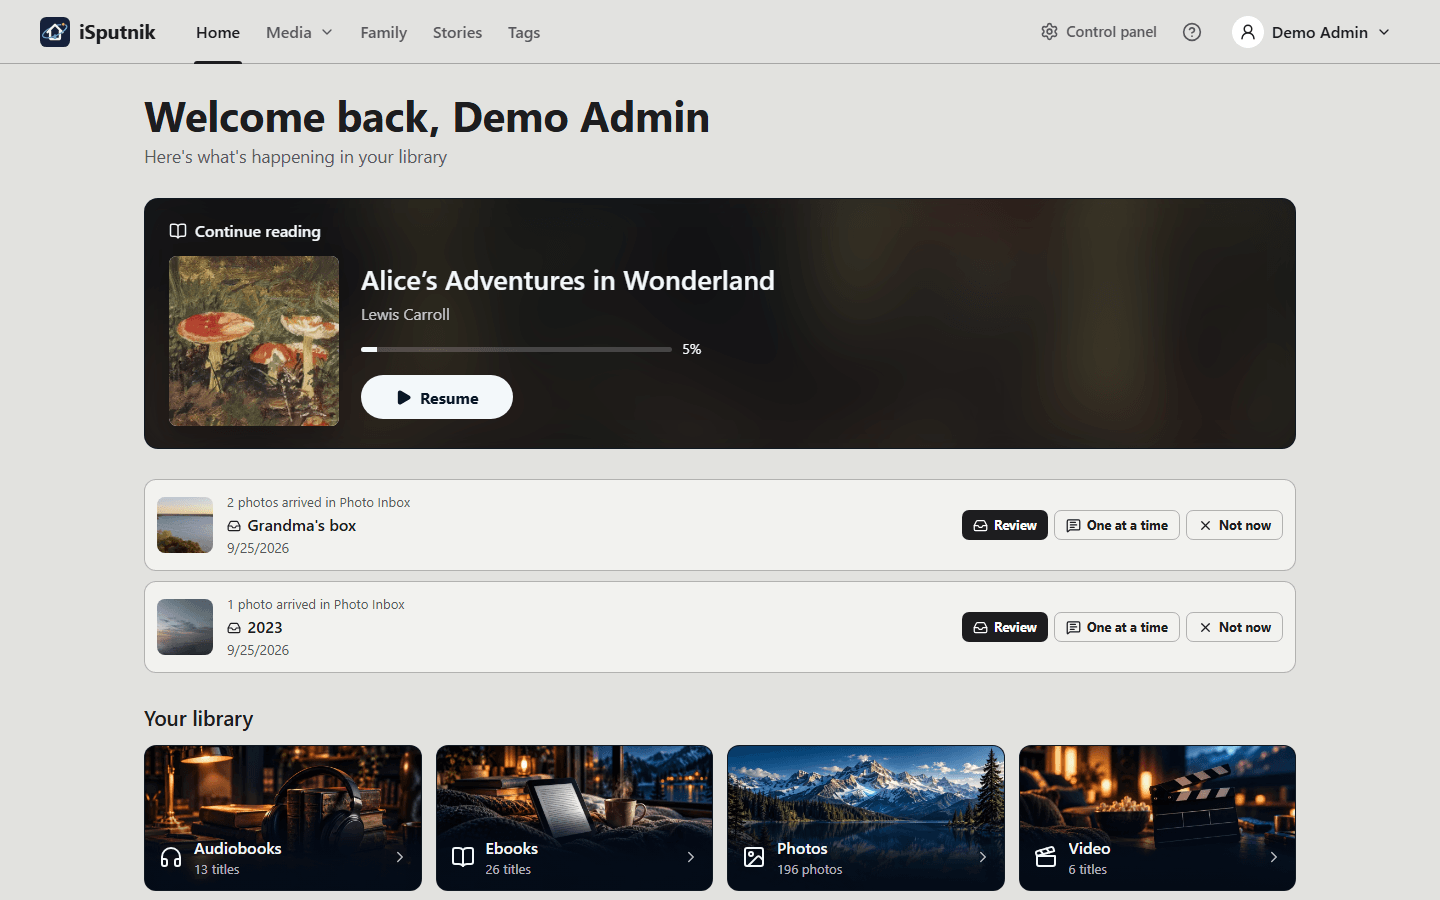 iSputnik
Home
Media
Family
Stories
Tags
Control panel
Demo Admin
Welcome back, Demo Admin
Here's what's happening in your library
Continue reading
Alice’s Adventures in Wonderland
Lewis Carroll
5%
Resume
2 photos arrived in Photo Inbox
Grandma's box
9/25/2026
Review
One at a time
Not now
1 photo arrived in Photo Inbox
2023
9/25/2026
Review
One at a time
Not now
Your library
Audiobooks
13 titles
Ebooks
26 titles
Photos
196 photos
Video
6 titles